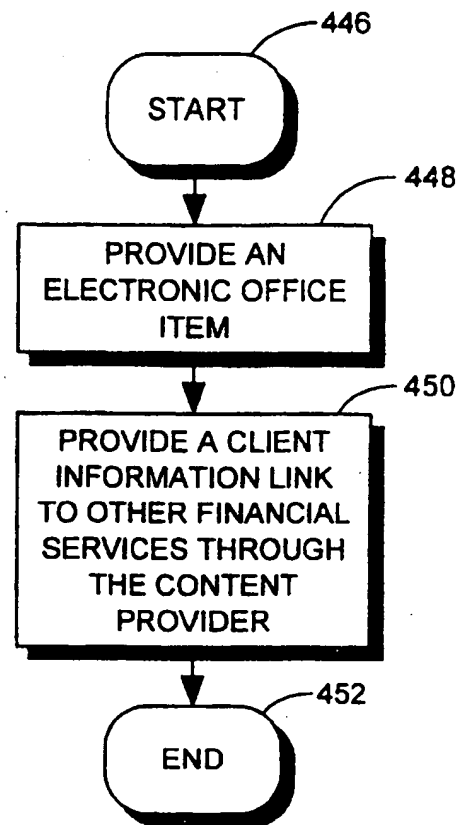 446
START
448
PROVIDE AN
ELECTRONIC OFFICE
ITEM
450
PROVIDE A CLIENT
INFORMATION LINK
TO OTHER FINANCIAL
SERVICES THROUGH
THE CONTENT
PROVIDER
452
END